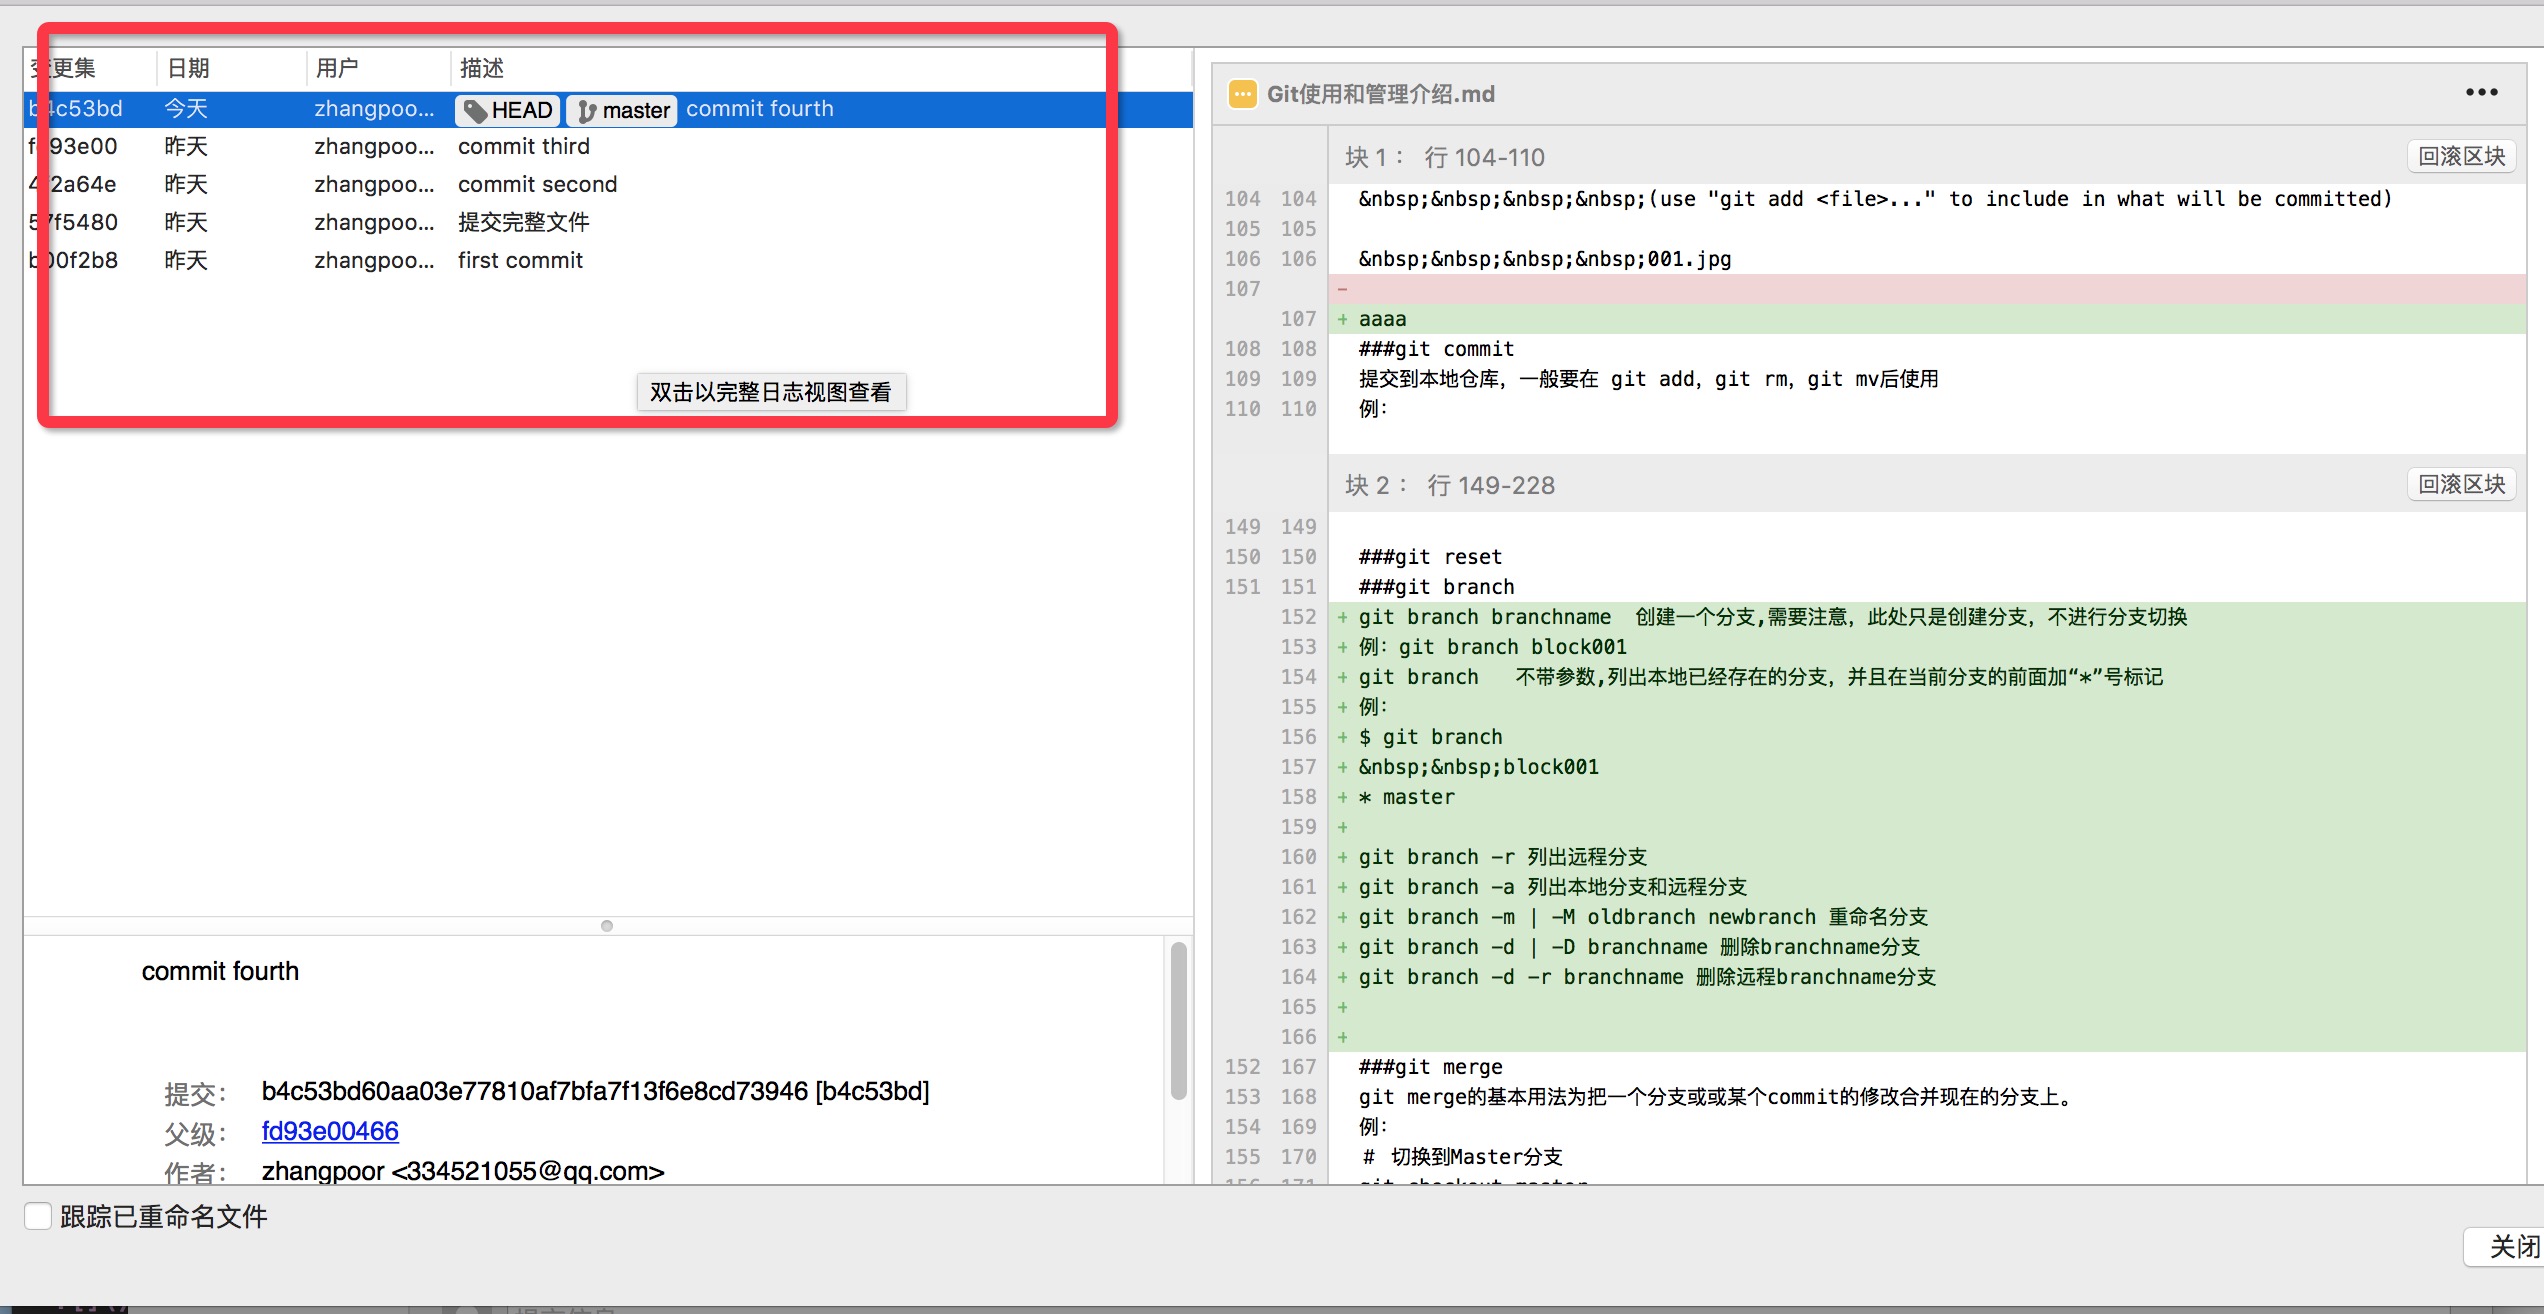 变更集 日期 用户 描述
b4c53bd 今天 zhangpoo... HEAD master commit fourth
fd93e00 昨天 zhangpoo... commit third
2a64e 昨天 zhangpoo... commit second
57f5480 昨天 zhangpoo... 提交完整文件
b00f2b8 昨天 zhangpoo... first commit
双击以完整日志视图查看
commit fourth
提交： b4c53bd60aa03e77810af7bfa7f13f6e8cd73946 [b4c53bd]
父级： fd93e00466
作者： zhangpoor <334521055@qq.com>
跟踪已重命名文件
Git使用和管理介绍.md •••
块 1： 行 104-110 回滚区块
104 104 &nbsp;&nbsp;&nbsp;&nbsp;(use "git add <file>..." to include in what will be committed)
105 105
106 106 &nbsp;&nbsp;&nbsp;&nbsp;001.jpg
107 -
107 + aaaa
108 108 ###git commit
109 109 提交到本地仓库，一般要在 git add，git rm，git mv后使用
110 110 例：
块 2： 行 149-228 回滚区块
149 149
150 150 ###git reset
151 151 ###git branch
152 + git branch branchname 创建一个分支,需要注意，此处只是创建分支，不进行分支切换
153 + 例：git branch block001
154 + git branch 不带参数,列出本地已经存在的分支，并且在当前分支的前面加“*”号标记
155 + 例：
156 + $ git branch
157 + &nbsp;&nbsp;block001
158 + * master
159 +
160 + git branch -r 列出远程分支
161 + git branch -a 列出本地分支和远程分支
162 + git branch -m | -M oldbranch newbranch 重命名分支
163 + git branch -d | -D branchname 删除branchname分支
164 + git branch -d -r branchname 删除远程branchname分支
165 +
166 +
152 167 ###git merge
153 168 git merge的基本用法为把一个分支或或某个commit的修改合并现在的分支上。
154 169 例：
155 170 # 切换到Master分支
156 171 git checkout master
关闭